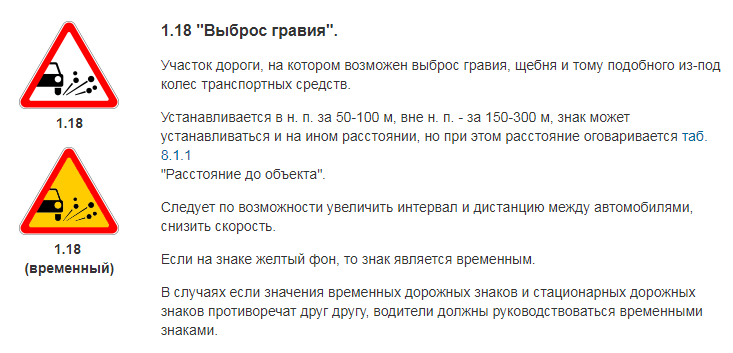 1.18 "Выброс гравия".
Участок дороги, на котором возможен выброс гравия, щебня и тому подобного из-под
колес транспортных средств.
1.18
Устанавливается в н. п. за 50-100 м, вне н. п. - за 150-300 м, знак может
устанавливаться и на ином расстоянии, но при этом расстояние оговаривается таб.
8.1.1
"Расстояние до объекта".
Следует по возможности увеличить интервал и дистанцию между автомобилями,
снизить скорость.
1.18
(временный)
Если на знаке желтый фон, то знак является временным.
В случаях если значения временных дорожных знаков и стационарных дорожных
знаков противоречат друг другу, водители должны руководствоваться временными
знаками.